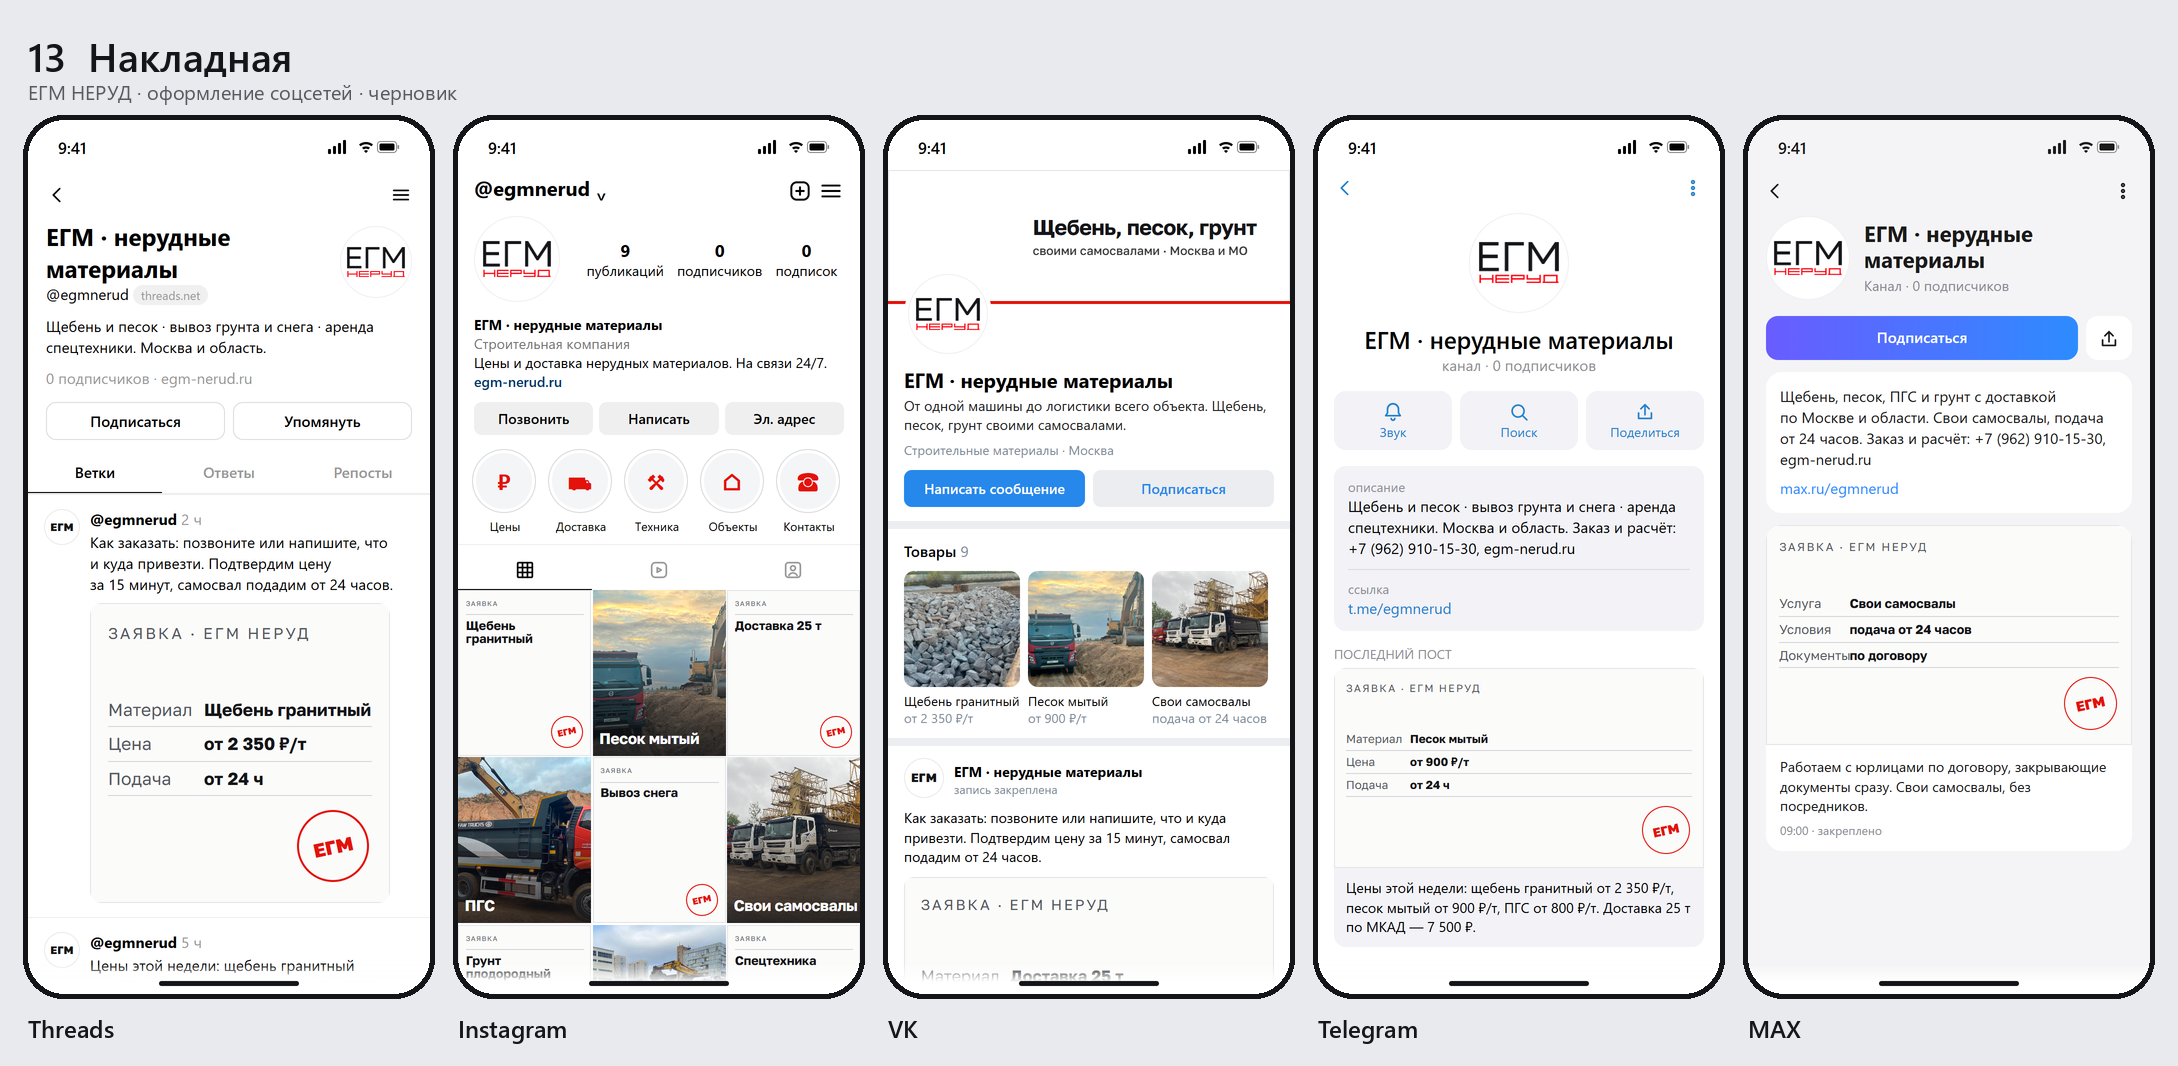 13 Накладная
ЕГМ НЕРУД · оформление соцсетей · черновик
9:41
ЕГМ · нерудные
материалы
ЕГМ
НЕРУД
@egmnerud threads.net
Щебень и песок · вывоз грунта и снега · аренда
спецтехники. Москва и область.
0 подписчиков · egm-nerud.ru
Подписаться
Упомянуть
Ветки
Ответы
Репосты
ЕГМ
@egmnerud 2 ч
Как заказать: позвоните или напишите, что
и куда привезти. Подтвердим цену
за 15 минут, самосвал подадим от 24 часов.
ЗАЯВКА · ЕГМ НЕРУД
Материал Щебень гранитный
Цена от 2 350 ₽/т
Подача от 24 ч
ЕГМ
ЕГМ
@egmnerud 5 ч
Цены этой недели: щебень гранитный
Threads
9:41
@egmnerud
ЕГМ
НЕРУД
9
публикаций
0
подписчиков
0
подписок
ЕГМ · нерудные материалы
Строительная компания
Цены и доставка нерудных материалов. На связи 24/7.
egm-nerud.ru
Позвонить
Написать
Эл. адрес
₽
Цены
Доставка
Техника
Объекты
Контакты
ЗАЯВКА
Щебень
гранитный
ЕГМ
Песок мытый
ЗАЯВКА
Доставка 25 т
ЕГМ
ПГС
ЗАЯВКА
Вывоз снега
ЕГМ
Свои самосвалы
ЗАЯВКА
Грунт
плодородный
ЗАЯВКА
Спецтехника
Instagram
9:41
Щебень, песок, грунт
своими самосвалами · Москва и МО
ЕГМ
НЕРУД
ЕГМ · нерудные материалы
От одной машины до логистики всего объекта. Щебень,
песок, грунт своими самосвалами.
Строительные материалы · Москва
Написать сообщение
Подписаться
Товары 9
Щебень гранитный
от 2 350 ₽/т
Песок мытый
от 900 ₽/т
Свои самосвалы
подача от 24 часов
ЕГМ
ЕГМ · нерудные материалы
запись закреплена
Как заказать: позвоните или напишите, что и куда
привезти. Подтвердим цену за 15 минут, самосвал
подадим от 24 часов.
ЗАЯВКА · ЕГМ НЕРУД
Материал Доставка 25 т
VK
9:41
ЕГМ
НЕРУД
ЕГМ · нерудные материалы
канал · 0 подписчиков
Звук
Поиск
Поделиться
описание
Щебень и песок · вывоз грунта и снега · аренда
спецтехники. Москва и область. Заказ и расчёт:
+7 (962) 910-15-30, egm-nerud.ru
ссылка
t.me/egmnerud
ПОСЛЕДНИЙ ПОСТ
ЗАЯВКА · ЕГМ НЕРУД
Материал Песок мытый
Цена от 900 ₽/т
Подача от 24 ч
ЕГМ
Цены этой недели: щебень гранитный от 2 350 ₽/т,
песок мытый от 900 ₽/т, ПГС от 800 ₽/т. Доставка 25 т
по МКАД — 7 500 ₽.
Telegram
9:41
ЕГМ
НЕРУД
ЕГМ · нерудные
материалы
Канал · 0 подписчиков
Подписаться
Щебень, песок, ПГС и грунт с доставкой
по Москве и области. Свои самосвалы, подача
от 24 часов. Заказ и расчёт: +7 (962) 910-15-30,
egm-nerud.ru
max.ru/egmnerud
ЗАЯВКА · ЕГМ НЕРУД
Услуга Свои самосвалы
Условия подача от 24 часов
Документы по договору
ЕГМ
Работаем с юрлицами по договору, закрывающие
документы сразу. Свои самосвалы, без
посредников.
09:00 · закреплено
MAX